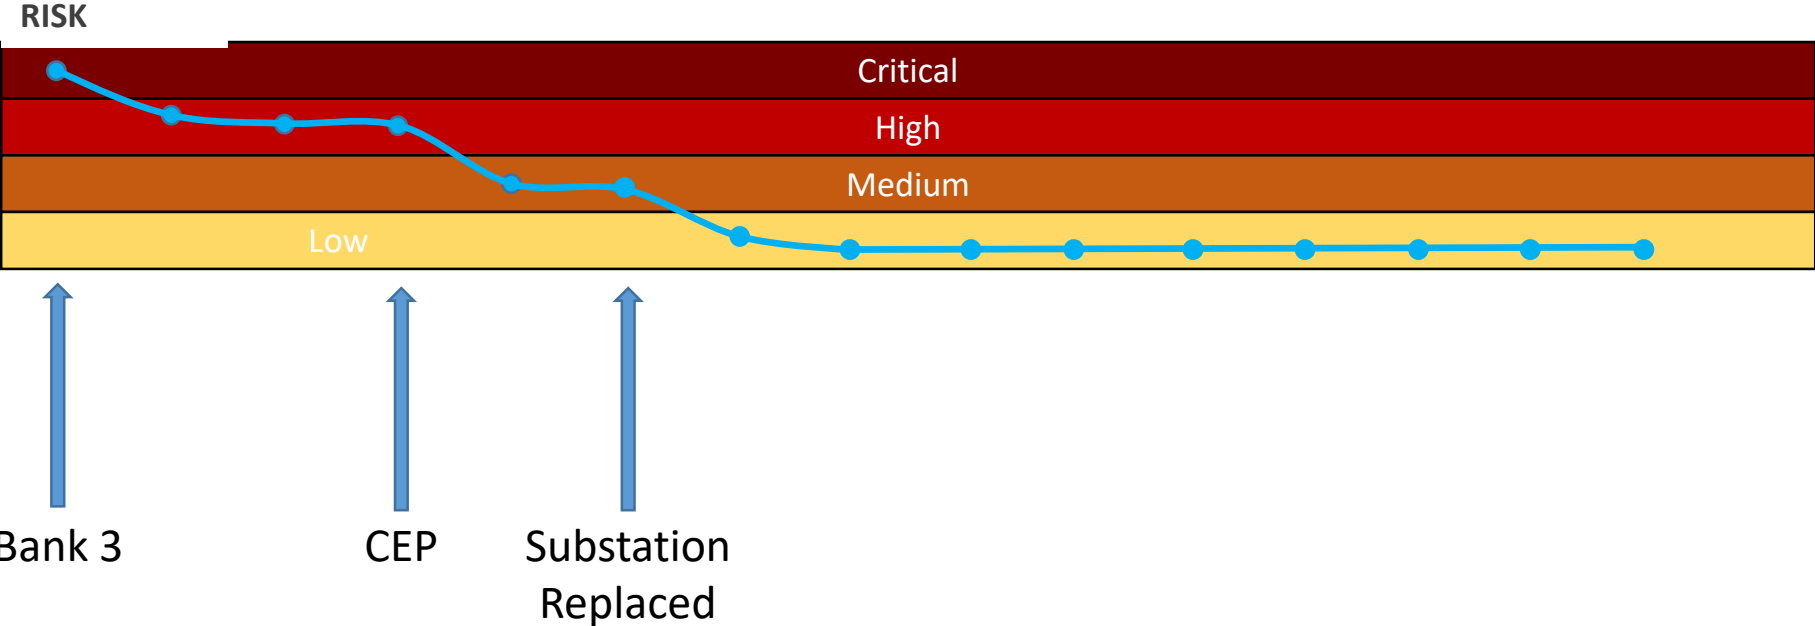 RISK
Critical
High
Medium
Low
Bank 3
CEP
Substation
Replaced